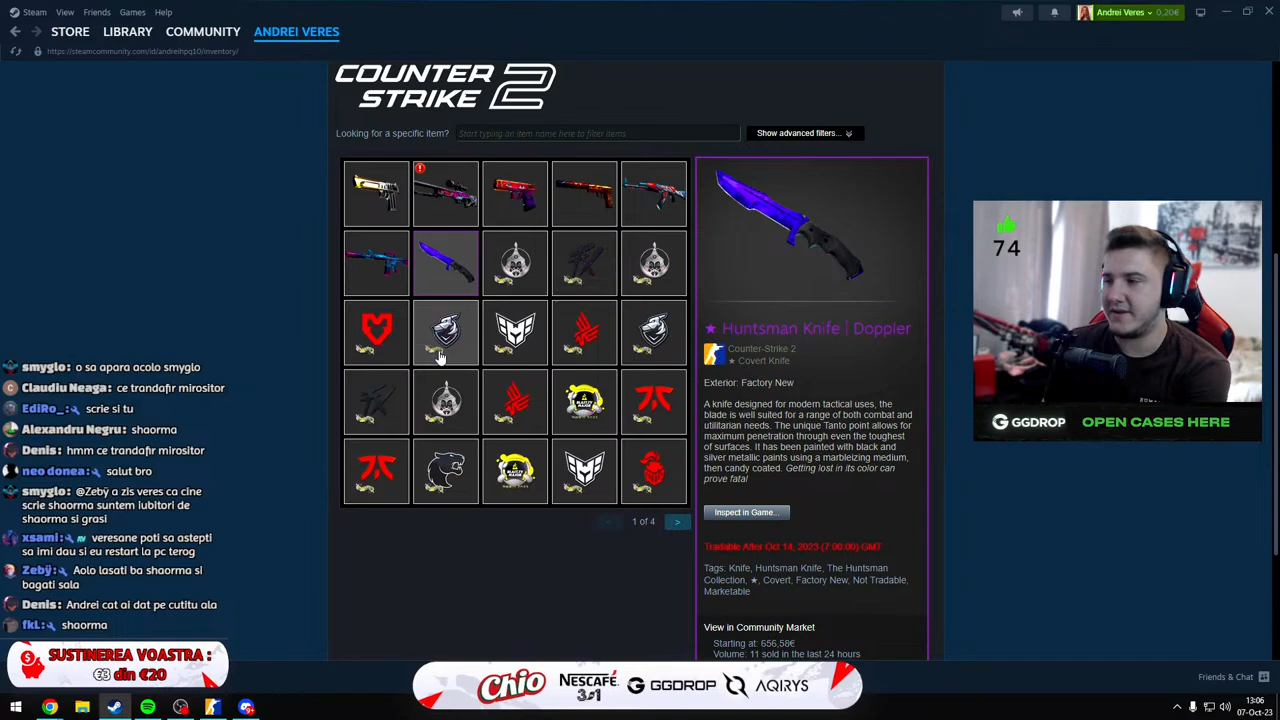 Steam View Friends Games Help
Andrei Veres 0,20€
STORE LIBRARY COMMUNITY ANDREI VERES
https://steamcommunity.com/id/andreihpq10/inventory/
COUNTER
STRIKE 2
Looking for a specific item? Start typing an item name here to filter items Show advanced filters...
★ Huntsman Knife | Doppler
Counter-Strike 2
★ Covert Knife
Exterior: Factory New
A knife designed for modern tactical uses, the
blade is well suited for a range of both combat and
utilitarian needs. The unique Tanto point allows for
maximum penetration through even the toughest
of surfaces. It has been painted with black and
silver metallic paints using a marbleizing medium,
then candy coated. Getting lost in its color can
prove fatal
Inspect in Game...
Tradable After Oct 14, 2023 (7:00:00) GMT
Tags: Knife, Huntsman Knife, The Huntsman
Collection, ★, Covert, Factory New, Not Tradable,
Marketable
View in Community Market
Starting at: 656,58€
Volume: 11 sold in the last 24 hours
< 1 of 4 >
74
GGDROP OPEN CASES HERE
smyglo : o sa apara acolo smyglo
Claudiu Neaga: ce trandafir mirositor
EdiRo_: scrie si tu
Alexandru Negru: shaorma
Denis: hmm ce trandafir mirositor
neo donea: salut bro
smyglo : @Zebÿ a zis veres ca cine
scrie shaorma suntem lubitori de
shaorma si grasi
xsami: veresane poti sa astepti
sa imi dau si eu restart la pc terog
Zebÿ: Aolo lasati ba shaorma si
bagati sala
Denis: Andrei cat ai dat pe cutitu ala
fkL: shaorma
SUSTINEREA VOASTRA :
€3 din €20
Chio NESCAFÉ 3in1 GGDROP AQIRYS
Friends & Chat
13:06
07-Oct-23